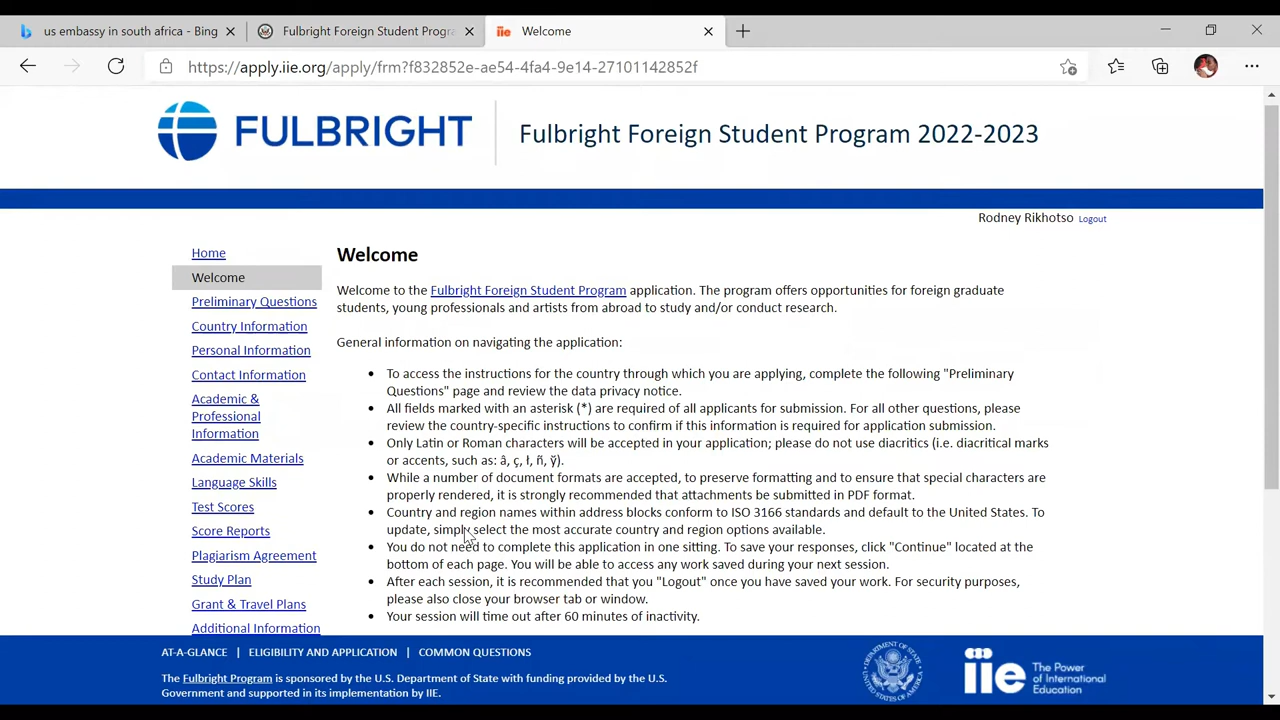 us embassy in south africa - Bing
Fulbright Foreign Student Progra
iie Welcome
https://apply.iie.org/apply/frm?f832852e-ae54-4fa4-9e14-27101142852f
FULBRIGHT
Fulbright Foreign Student Program 2022-2023
Rodney Rikhotso Logout
Home
Welcome
Preliminary Questions
Country Information
Personal Information
Contact Information
Academic &
Professional
Information
Academic Materials
Language Skills
Test Scores
Score Reports
Plagiarism Agreement
Study Plan
Grant & Travel Plans
Additional Information
Welcome
Welcome to the Fulbright Foreign Student Program application. The program offers opportunities for foreign graduate
students, young professionals and artists from abroad to study and/or conduct research.
General information on navigating the application:
• To access the instructions for the country through which you are applying, complete the following "Preliminary
Questions" page and review the data privacy notice.
• All fields marked with an asterisk (*) are required of all applicants for submission. For all other questions, please
review the country-specific instructions to confirm if this information is required for application submission.
• Only Latin or Roman characters will be accepted in your application; please do not use diacritics (i.e. diacritical marks
or accents, such as: â, ç, ł, ñ, ў).
• While a number of document formats are accepted, to preserve formatting and to ensure that special characters are
properly rendered, it is strongly recommended that attachments be submitted in PDF format.
• Country and region names within address blocks conform to ISO 3166 standards and default to the United States. To
update, simply select the most accurate country and region options available.
• You do not need to complete this application in one sitting. To save your responses, click "Continue" located at the
bottom of each page. You will be able to access any work saved during your next session.
• After each session, it is recommended that you "Logout" once you have saved your work. For security purposes,
please also close your browser tab or window.
• Your session will time out after 60 minutes of inactivity.
AT-A-GLANCE | ELIGIBILITY AND APPLICATION | COMMON QUESTIONS
The Fulbright Program is sponsored by the U.S. Department of State with funding provided by the U.S.
Government and supported in its implementation by IIE.
DEPARTMENT OF STATE
UNITED STATES OF AMERICA
iie
The Power
of International
Education